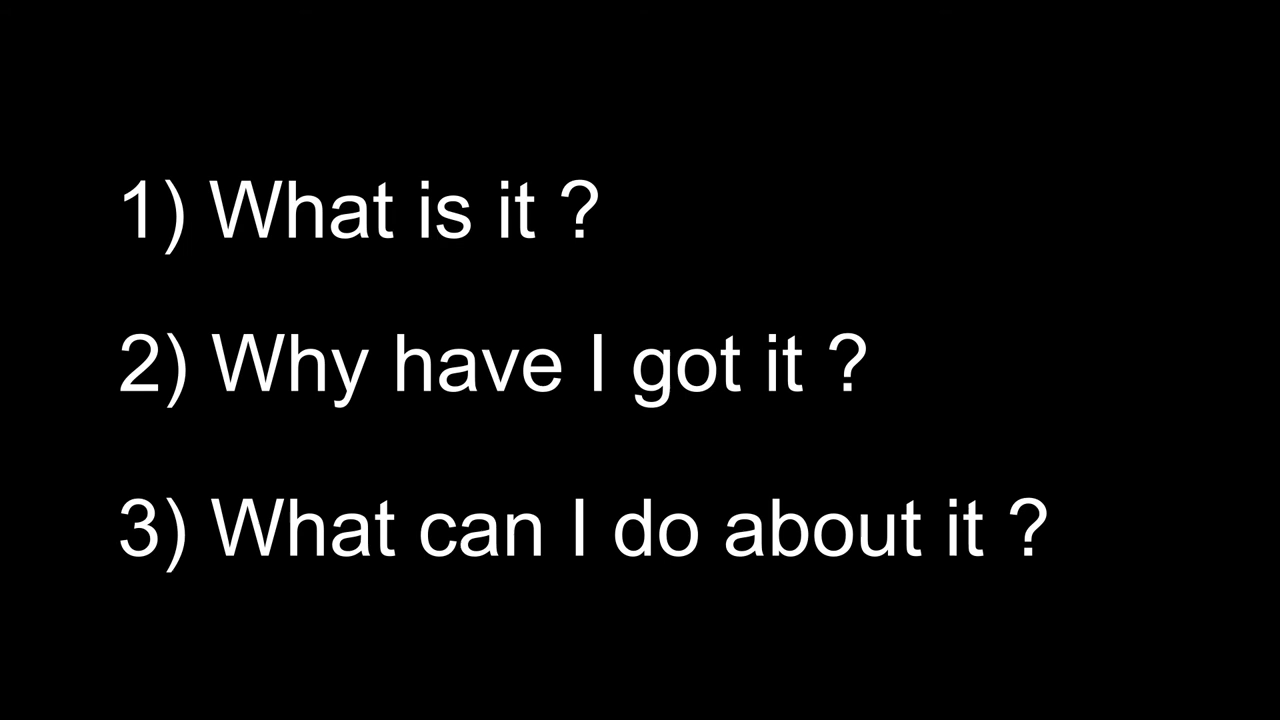 1) What is it ?
2) Why have I got it ?
3) What can I do about it ?